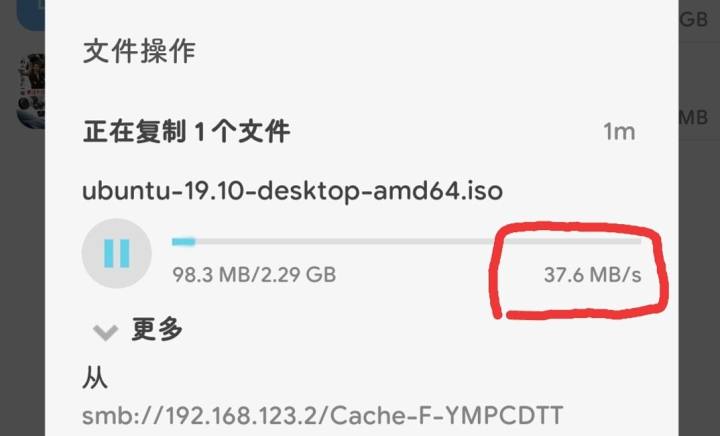 GB
文件操作
正在复制 1 个文件 1m
MB
ubuntu-19.10-desktop-amd64.iso
98.3 MB/2.29 GB 37.6 MB/s
更多
从
smb://192.168.123.2/Cache-F-YMPCDTT